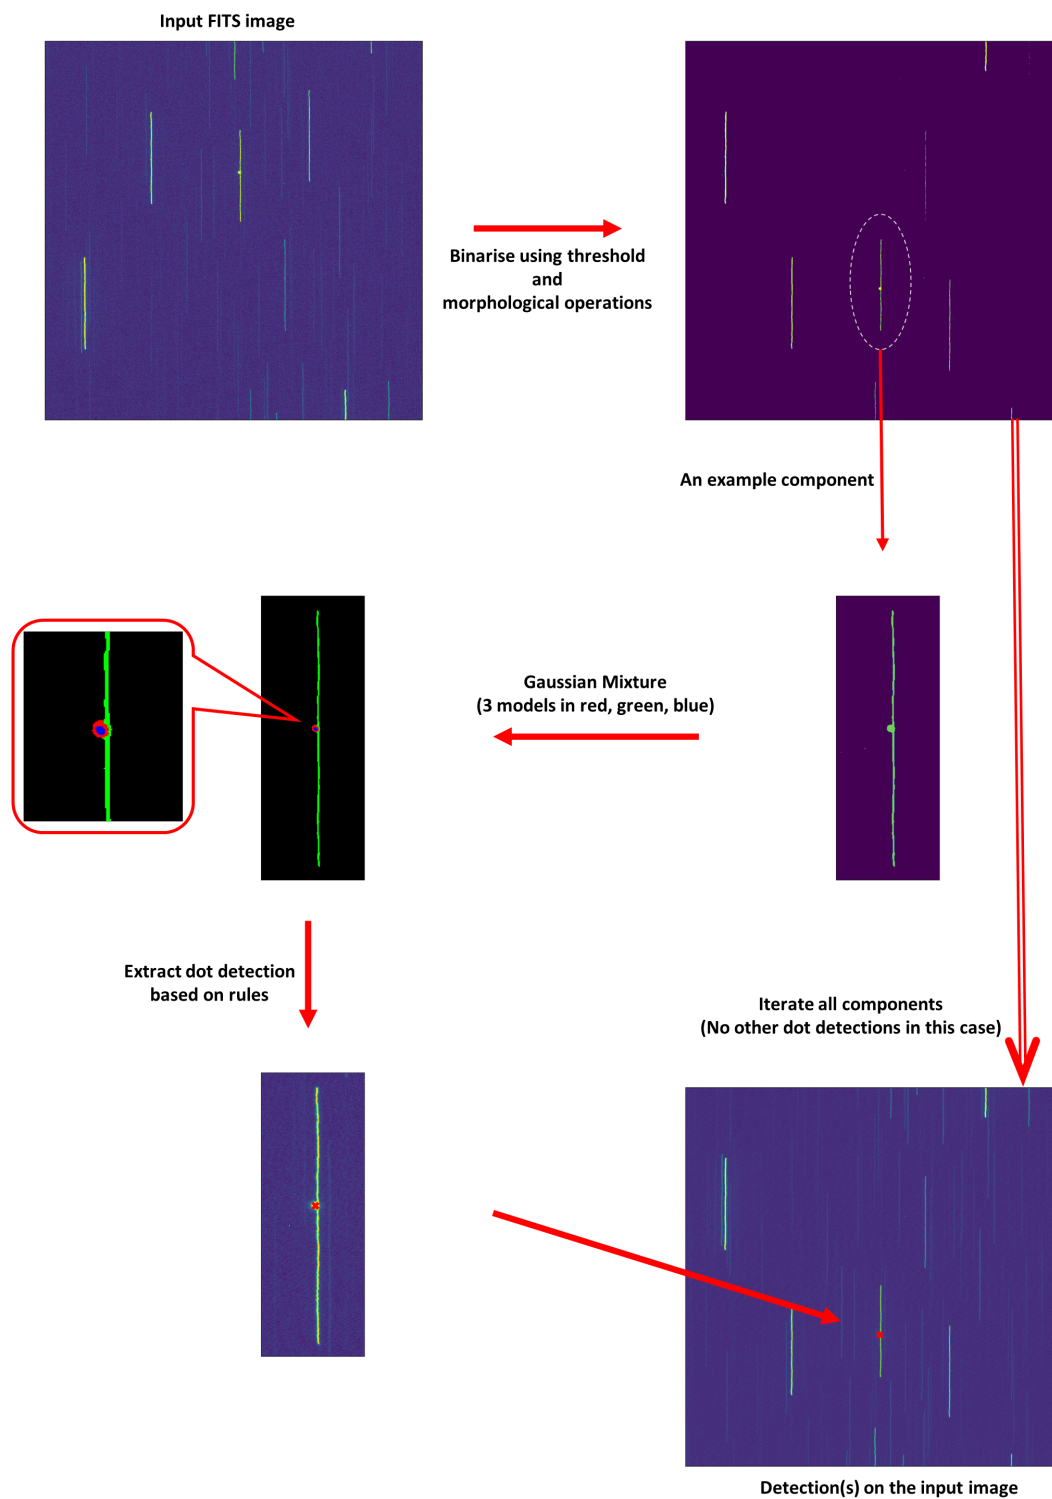 Input FITS image
Binarise using threshold
and
morphological operations
An example component
Gaussian Mixture
(3 models in red, green, blue)
Extract dot detection
based on rules
Iterate all components
(No other dot detections in this case)
Detection(s) on the input image